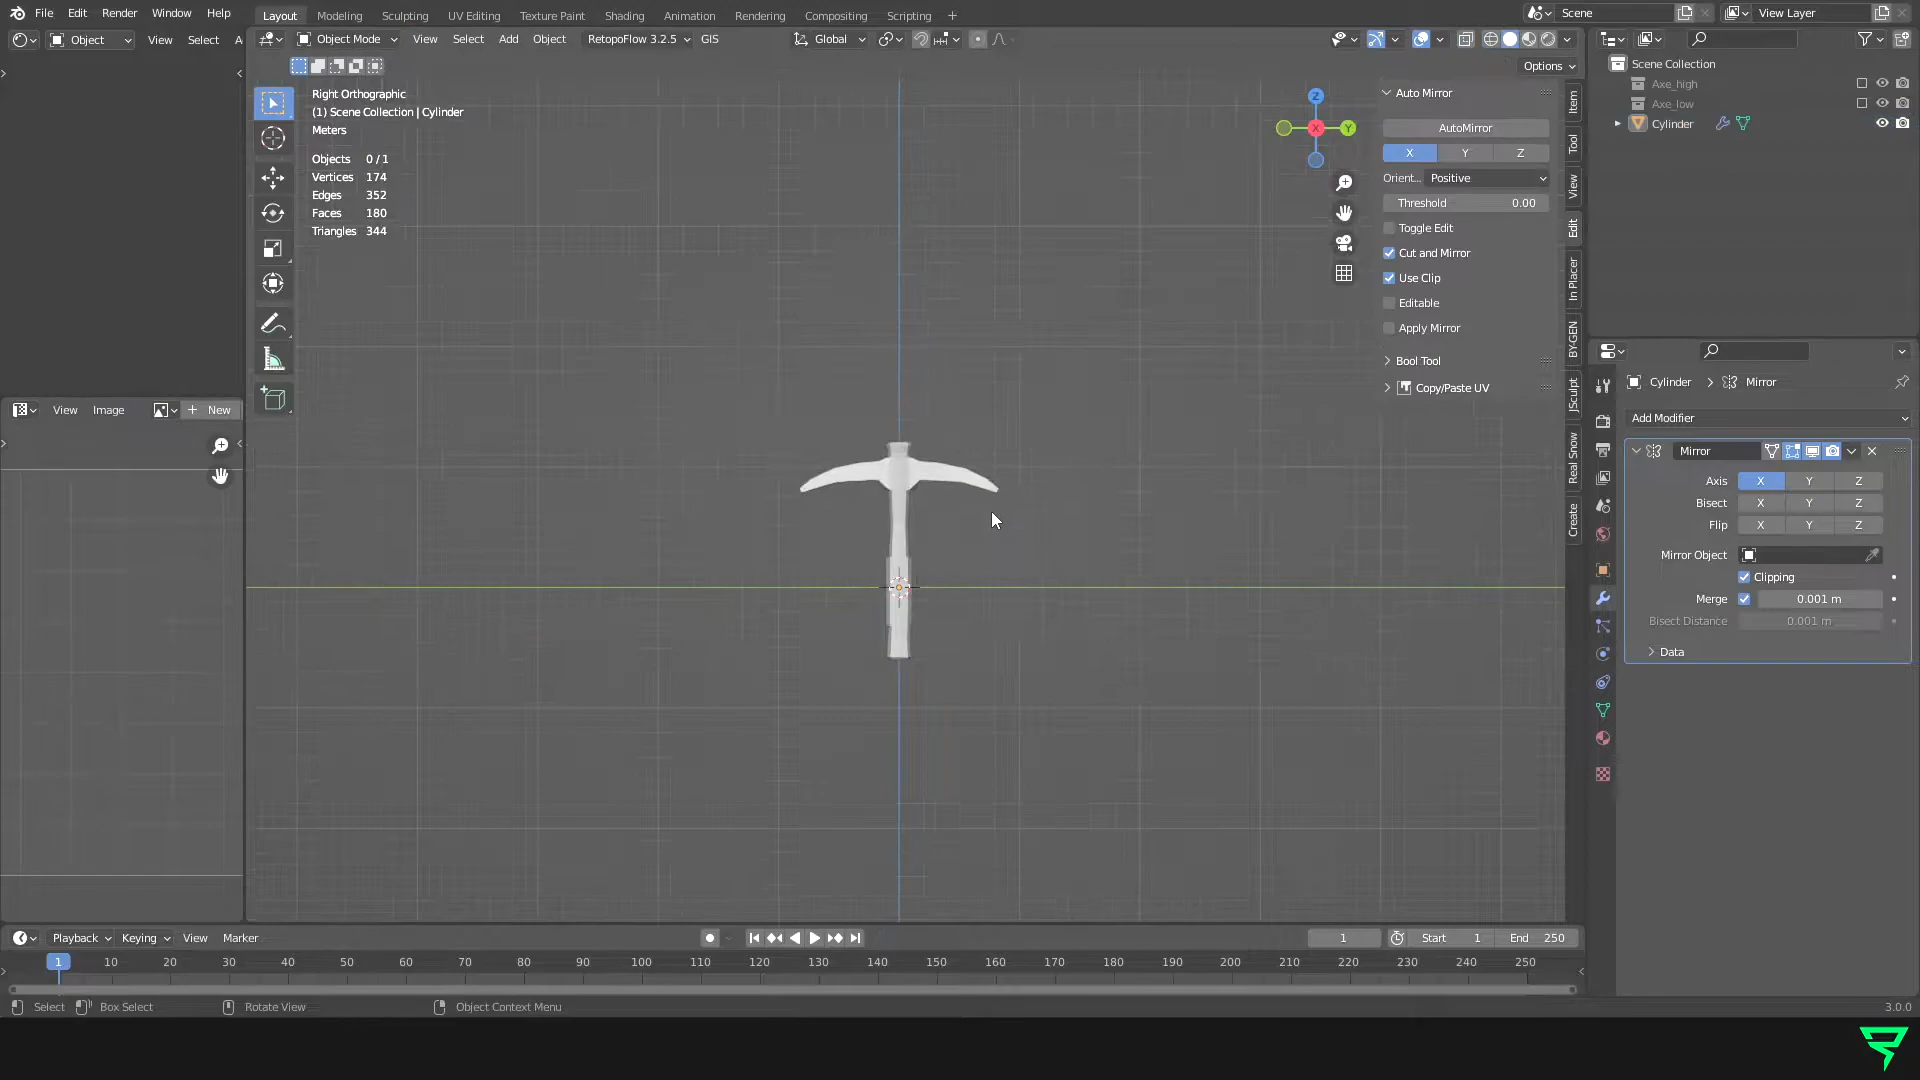 File Edit Render Window Help
Layout Modeling Sculpting UV Editing Texture Paint Shading Animation Rendering Compositing Scripting
Scene
View Layer
Object View Select A
Object Mode View Select Add Object RetopoFlow 3.2.5 GIS
Global
Options
Right Orthographic
(1) Scene Collection | Cylinder
Meters
Objects 0 / 1
Vertices 174
Edges 352
Faces 180
Triangles 344
Z
X
Y
Auto Mirror
AutoMirror
X Y Z
Orient... Positive
Threshold 0.00
Toggle Edit
Cut and Mirror
Use Clip
Editable
Apply Mirror
Bool Tool
Copy/Paste UV
Item
Tool
View
Edit
In Placer
BY-GEN
JSculpt
Real Snow
Create
Scene Collection
Axe_high
Axe_low
Cylinder
Cylinder Mirror
Add Modifier
Mirror
Axis X Y Z
Bisect X Y Z
Flip X Y Z
Mirror Object
Clipping
Merge 0.001 m
Bisect Distance 0.001 m
Data
View Image New
Playback Keying View Marker
1 Start 1 End 250
1 10 20 30 40 50 60 70 80 90 100 110 120 130 140 150 160 170 180 190 200 210 220 230 240 250
Select Box Select Rotate View Object Context Menu 3.0.0